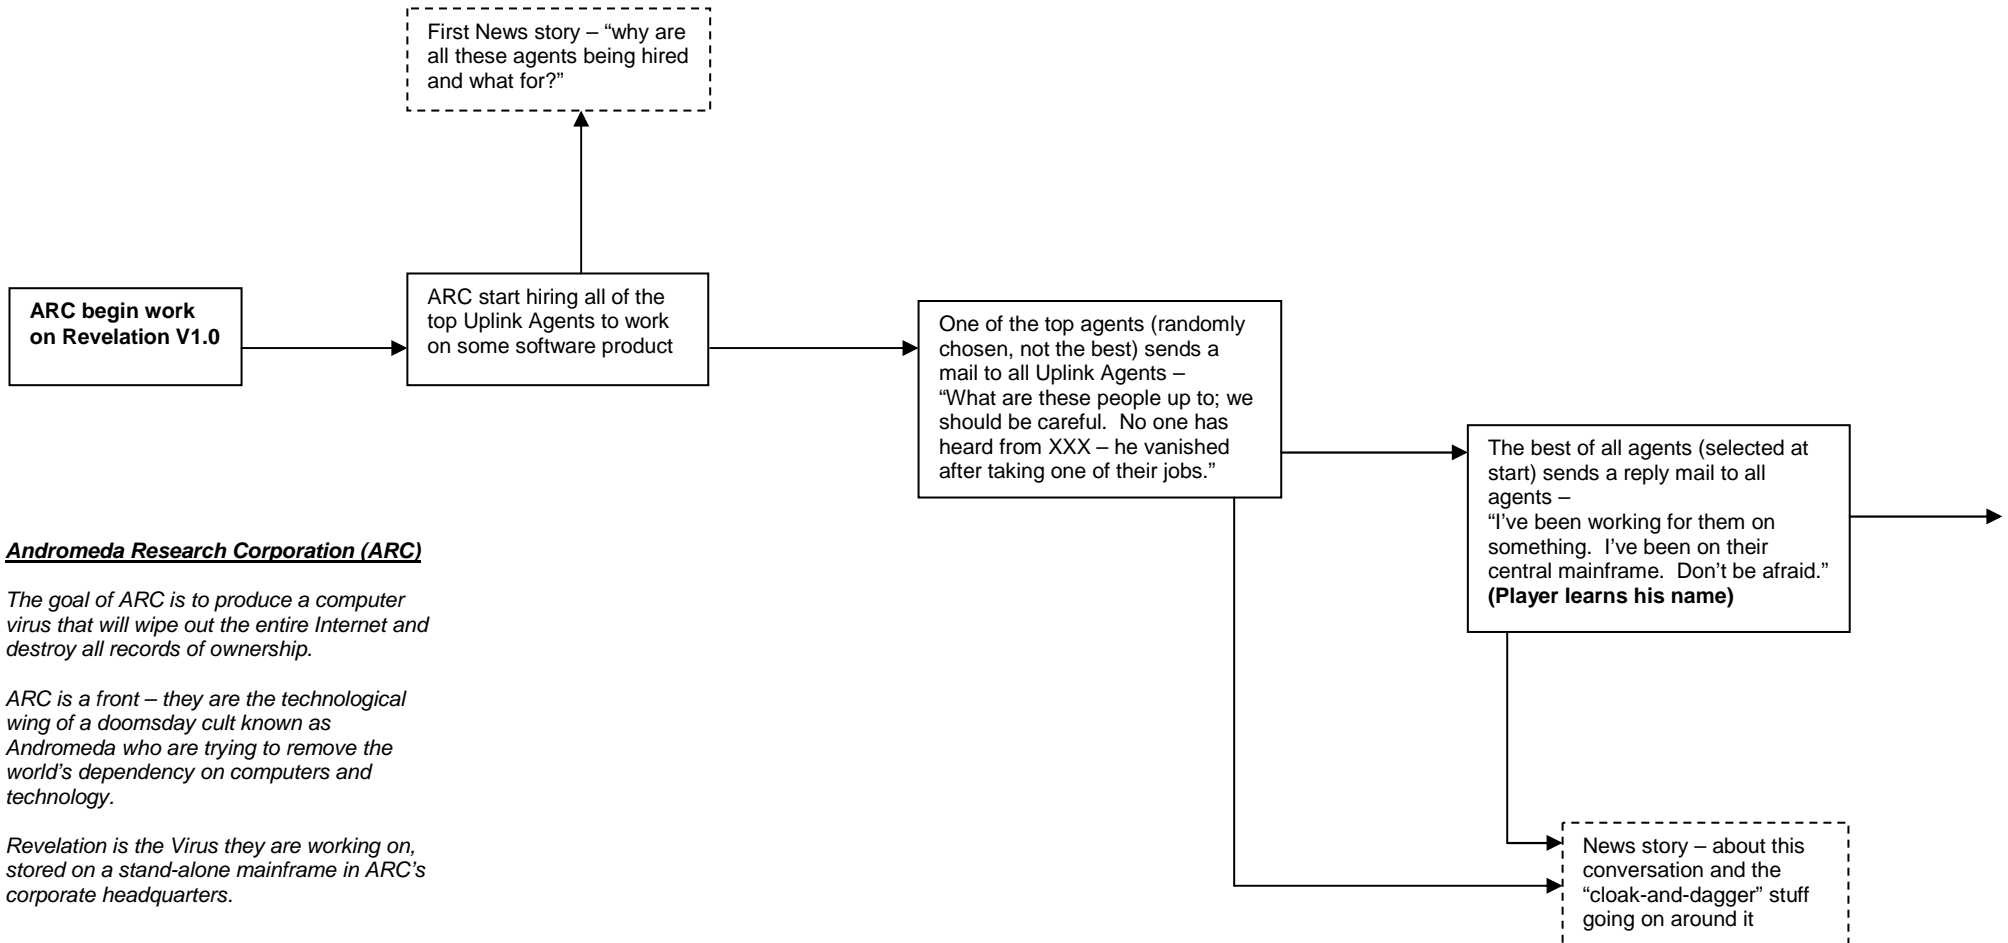 First News story – “why are
all these agents being hired
and what for?”
ARC begin work
on Revelation V1.0
ARC start hiring all of the
top Uplink Agents to work
on some software product
One of the top agents (randomly
chosen, not the best) sends a
mail to all Uplink Agents –
“What are these people up to; we
should be careful.  No one has
heard from XXX – he vanished
after taking one of their jobs.”
The best of all agents (selected at
start) sends a reply mail to all
agents –
“I’ve been working for them on
something.  I’ve been on their
central mainframe.  Don’t be afraid.”
(Player learns his name)
Andromeda Research Corporation (ARC)
The goal of ARC is to produce a computer
virus that will wipe out the entire Internet and
destroy all records of ownership.
ARC is a front – they are the technological
wing of a doomsday cult known as
Andromeda who are trying to remove the
world’s dependency on computers and
technology.
Revelation is the Virus they are working on,
stored on a stand-alone mainframe in ARC’s
corporate headquarters.
News story – about this
conversation and the
“cloak-and-dagger” stuff
going on around it